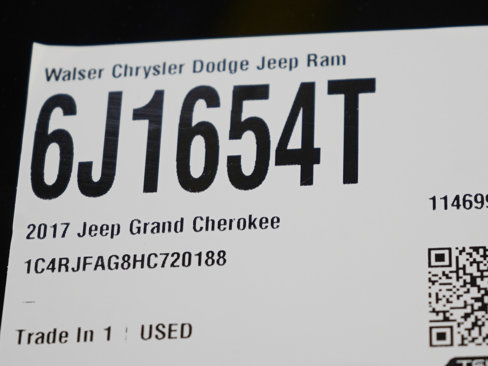 Walser Chrysler Dodge Jeep Ram
6J1654T
2017 Jeep Grand Cherokee
1C4RJFAG8HC720188
Trade In 1 ¦ USED